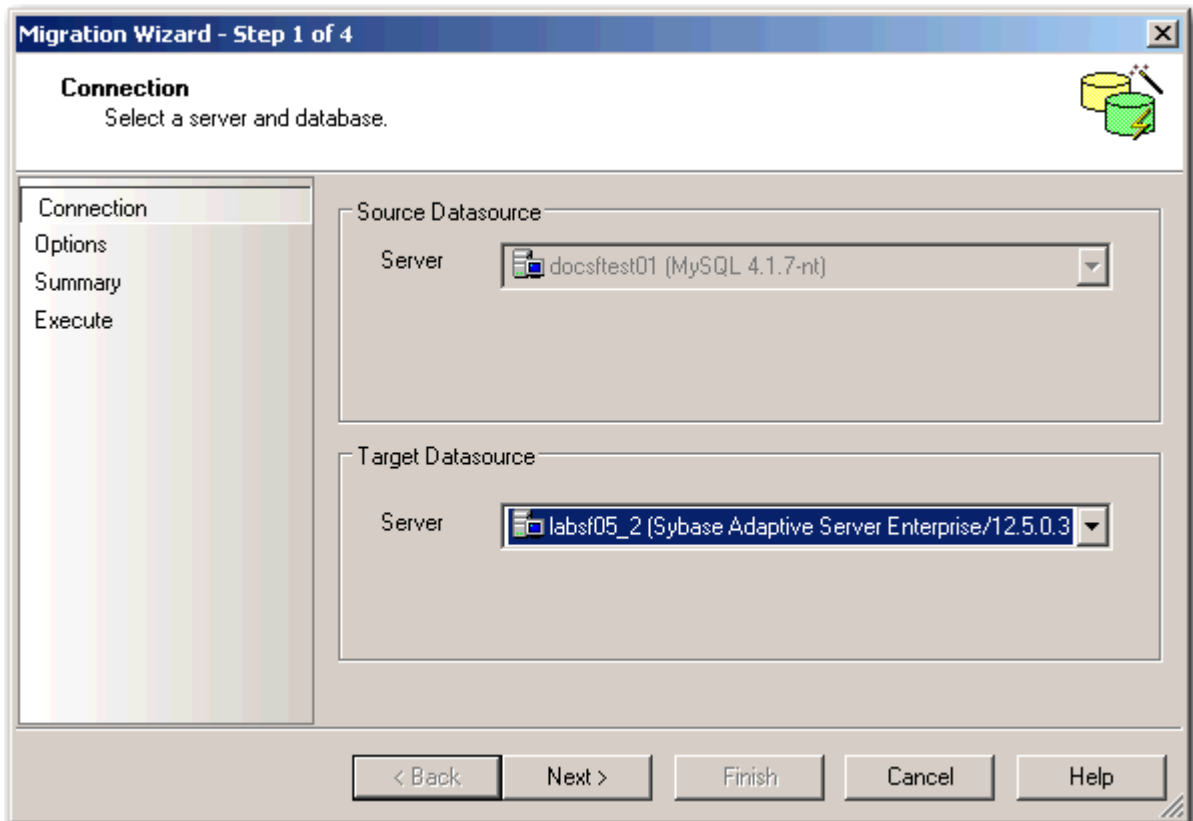 Migration Wizard - Step 1 of 4
Connection
Select a server and database.
Connection
Options
Summary
Execute
Source Datasource
Server
docsftest01 (MySQL 4.1.7-nt)
Target Datasource
Server
labsf05_2 (Sybase Adaptive Server Enterprise/12.5.0.3
< Back
Next >
Finish
Cancel
Help